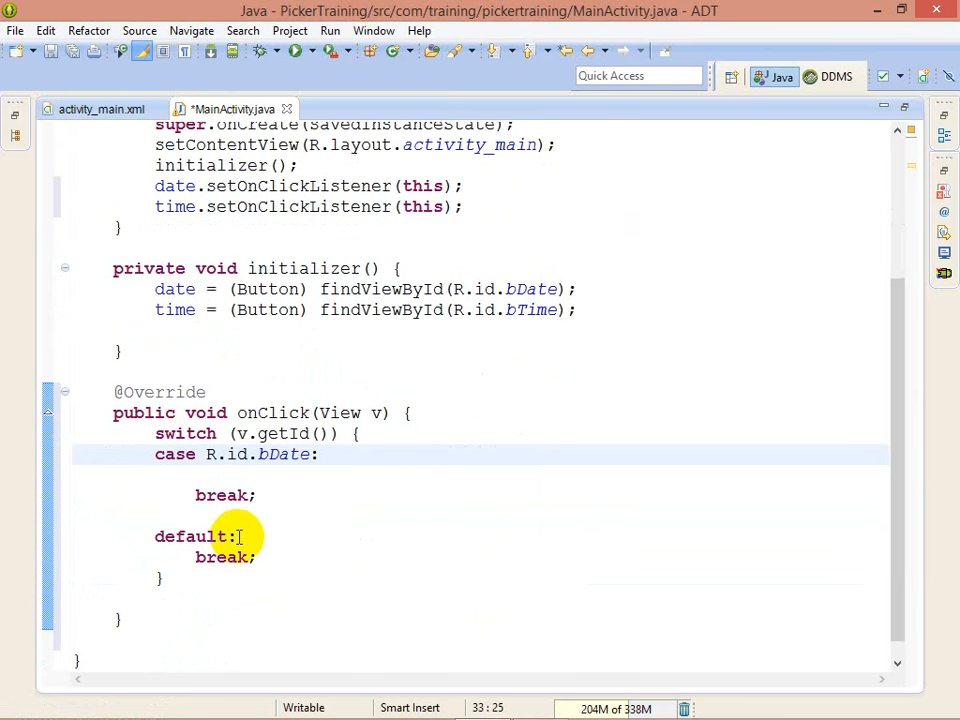 Java - PickerTraining/src/com/training/pickertraining/MainActivity.java - ADT
File Edit Refactor Source Navigate Search Project Run Window Help
Quick Access Java DDMS
activity_main.xml *MainActivity.java
super.onCreate(savedInstanceState);
setContentView(R.layout.activity_main);
initializer();
date.setOnClickListener(this);
time.setOnClickListener(this);
}
private void initializer() {
date = (Button) findViewById(R.id.bDate);
time = (Button) findViewById(R.id.bTime);
}
@Override
public void onClick(View v) {
switch (v.getId()) {
case R.id.bDate:
break;
default:
break;
}
}
}
Writable Smart Insert 33 : 25 204M of 338M